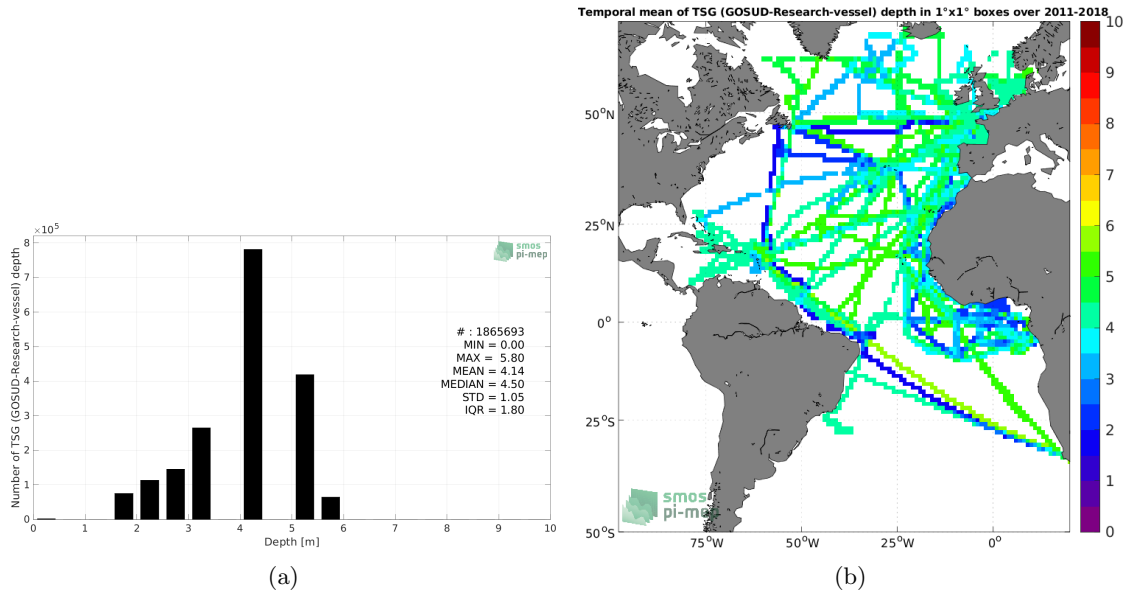 ×10⁵
8
7
6
5
4
3
2
1
0
Number of TSG (GOSUD-Research-vessel) depth
smos
pi-mep
# : 1865693
MIN = 0.00
MAX = 5.80
MEAN = 4.14
MEDIAN = 4.50
STD = 1.05
IQR = 1.80
0 1 2 3 4 5 6 7 8 9 10
Depth [m]
(a)
Temporal mean of TSG (GOSUD-Research-vessel) depth in 1°x1° boxes over 2011-2018
50°N
25°N
0°
25°S
50°S
75°W 50°W 25°W 0°
smos
pi-mep
10
9
8
7
6
5
4
3
2
1
0
(b)